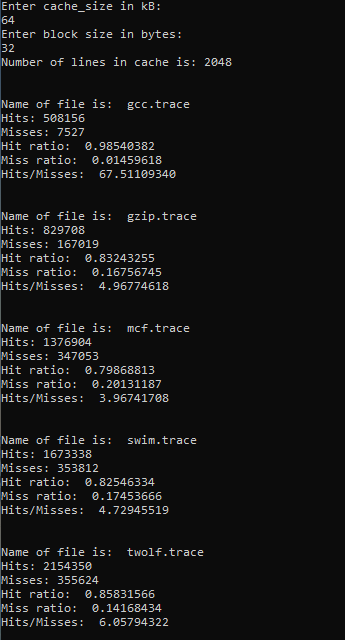 Enter cache_size in kB:
64
Enter block size in bytes:
32
Number of lines in cache is: 2048
Name of file is:  gcc.trace
Hits: 508156
Misses: 7527
Hit ratio:  0.98540382
Miss ratio:  0.01459618
Hits/Misses:  67.51109340
Name of file is:  gzip.trace
Hits: 829708
Misses: 167019
Hit ratio:  0.83243255
Miss ratio:  0.16756745
Hits/Misses:  4.96774618
Name of file is:  mcf.trace
Hits: 1376904
Misses: 347053
Hit ratio:  0.79868813
Miss ratio:  0.20131187
Hits/Misses:  3.96741708
Name of file is:  swim.trace
Hits: 1673338
Misses: 353812
Hit ratio:  0.82546334
Miss ratio:  0.17453666
Hits/Misses:  4.72945519
Name of file is:  twolf.trace
Hits: 2154350
Misses: 355624
Hit ratio:  0.85831566
Miss ratio:  0.14168434
Hits/Misses:  6.05794322